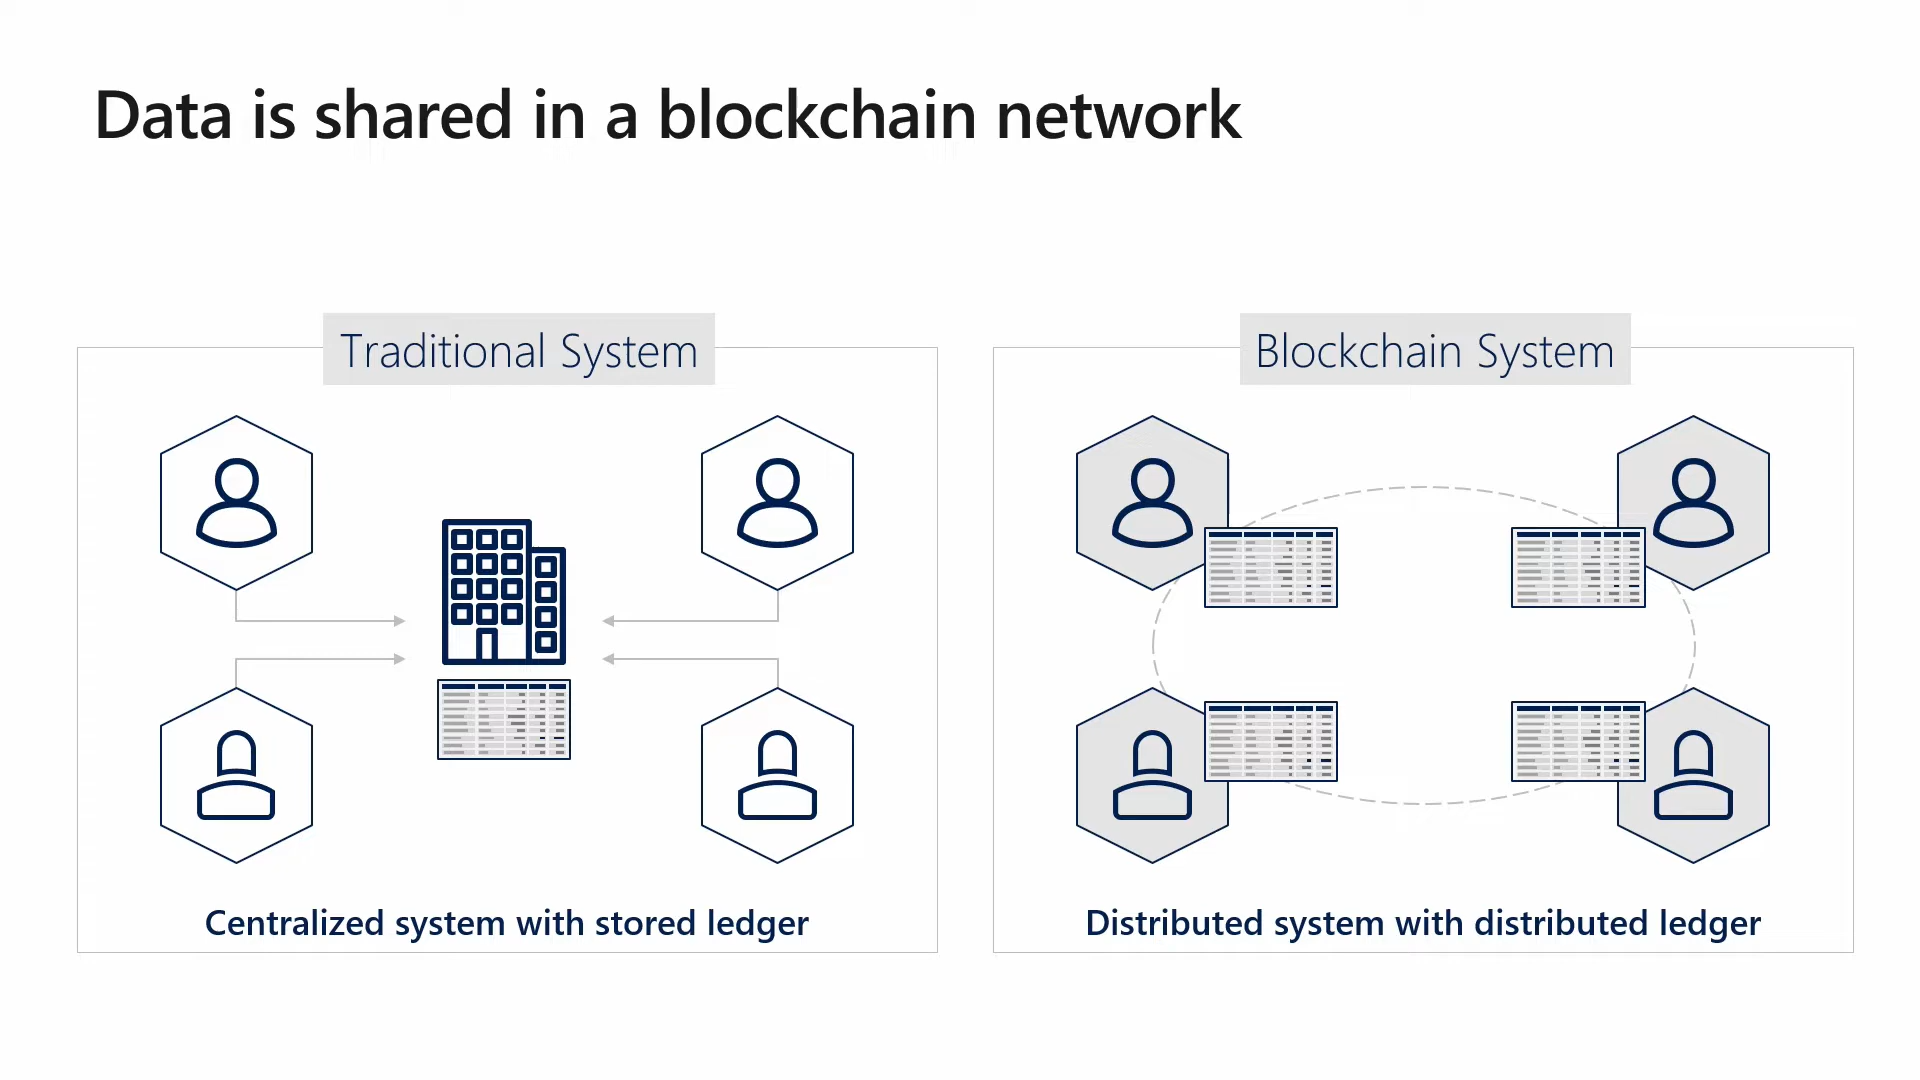 Data is shared in a blockchain network
Traditional System
Centralized system with stored ledger
Blockchain System
Distributed system with distributed ledger